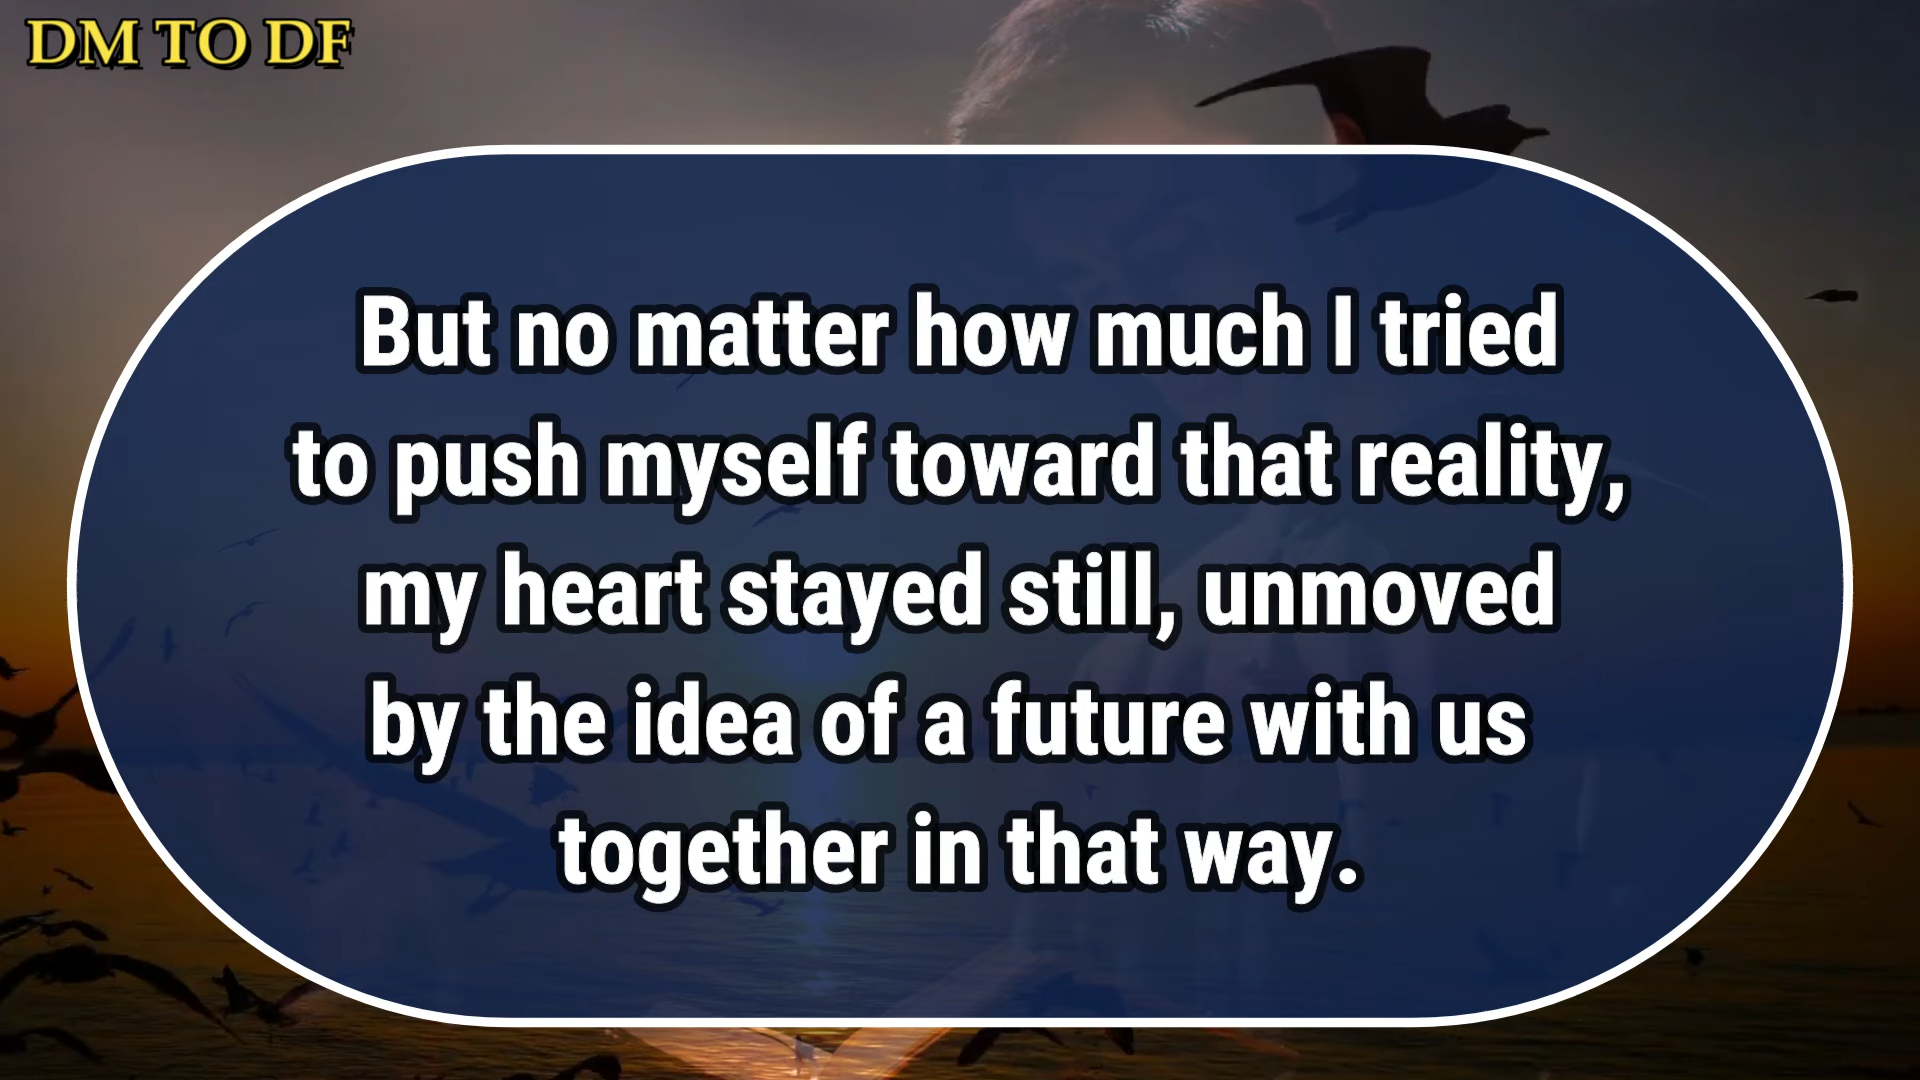 DM TO DF
But no matter how much I tried
to push myself toward that reality,
my heart stayed still, unmoved
by the idea of a future with us
together in that way.